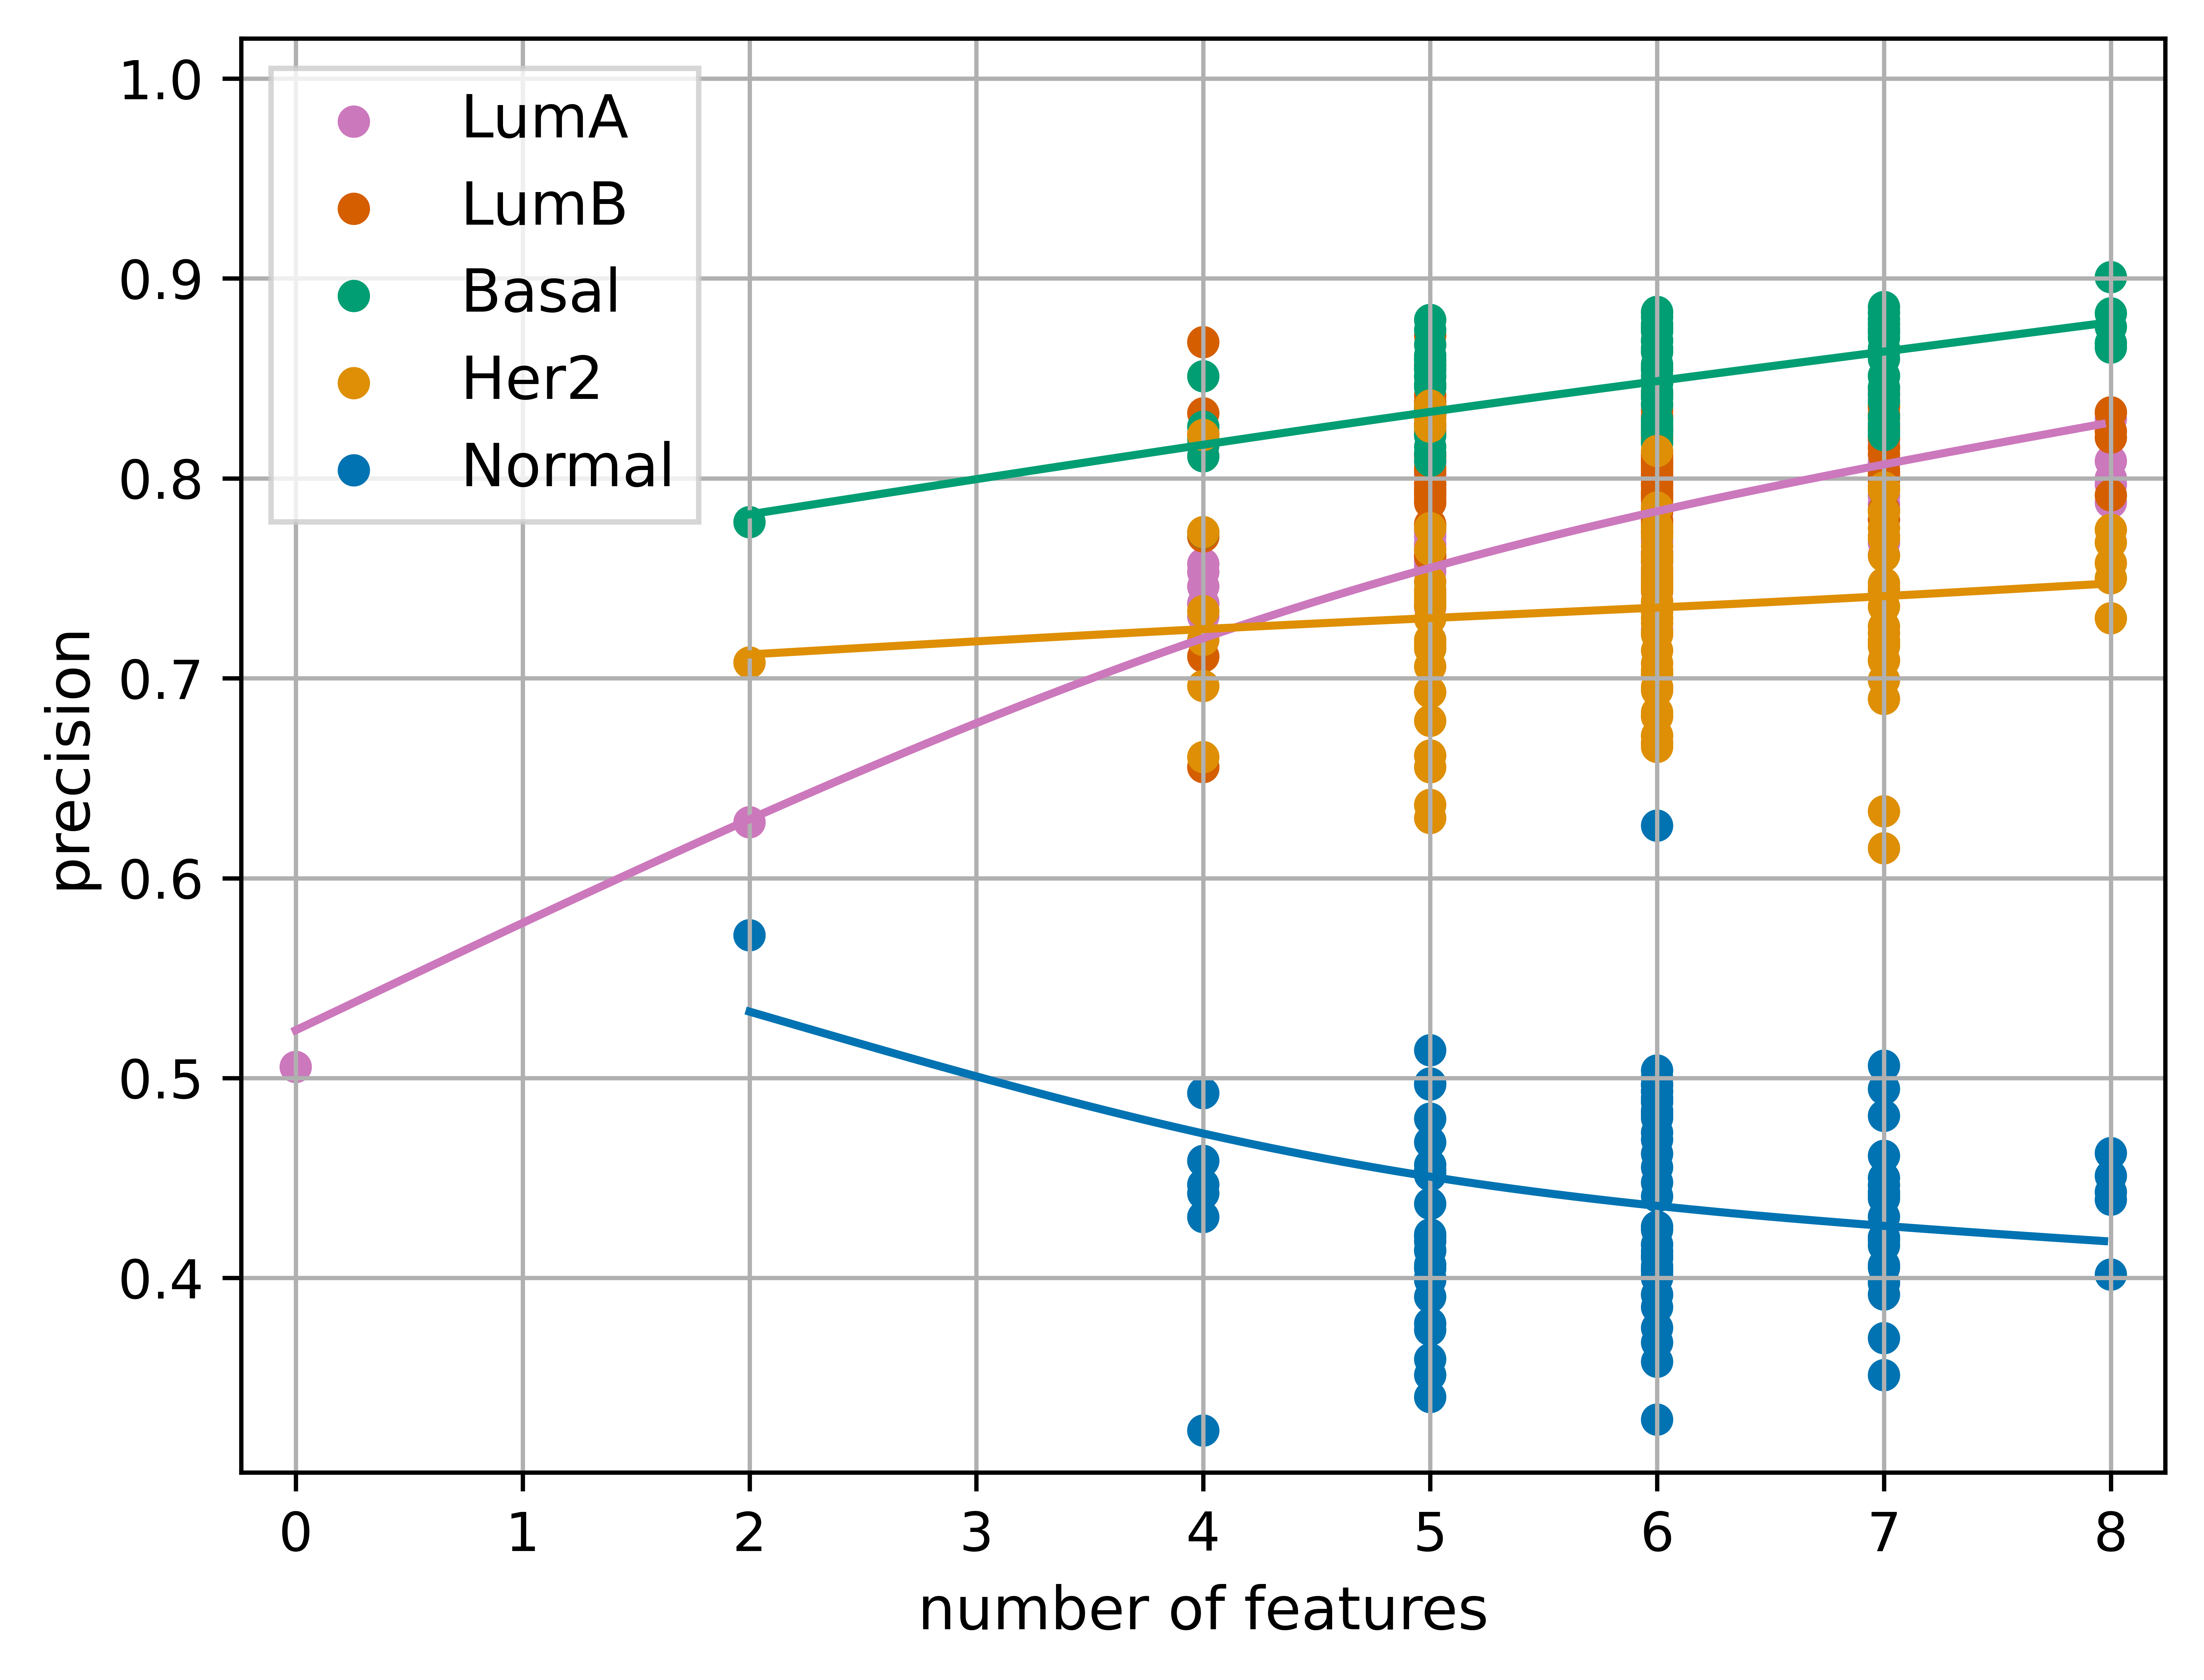 LumA
LumB
Basal
Her2
Normal
1.0
0.9
0.8
0.7
0.6
0.5
0.4
precision
0 1 2 3 4 5 6 7 8
number of features